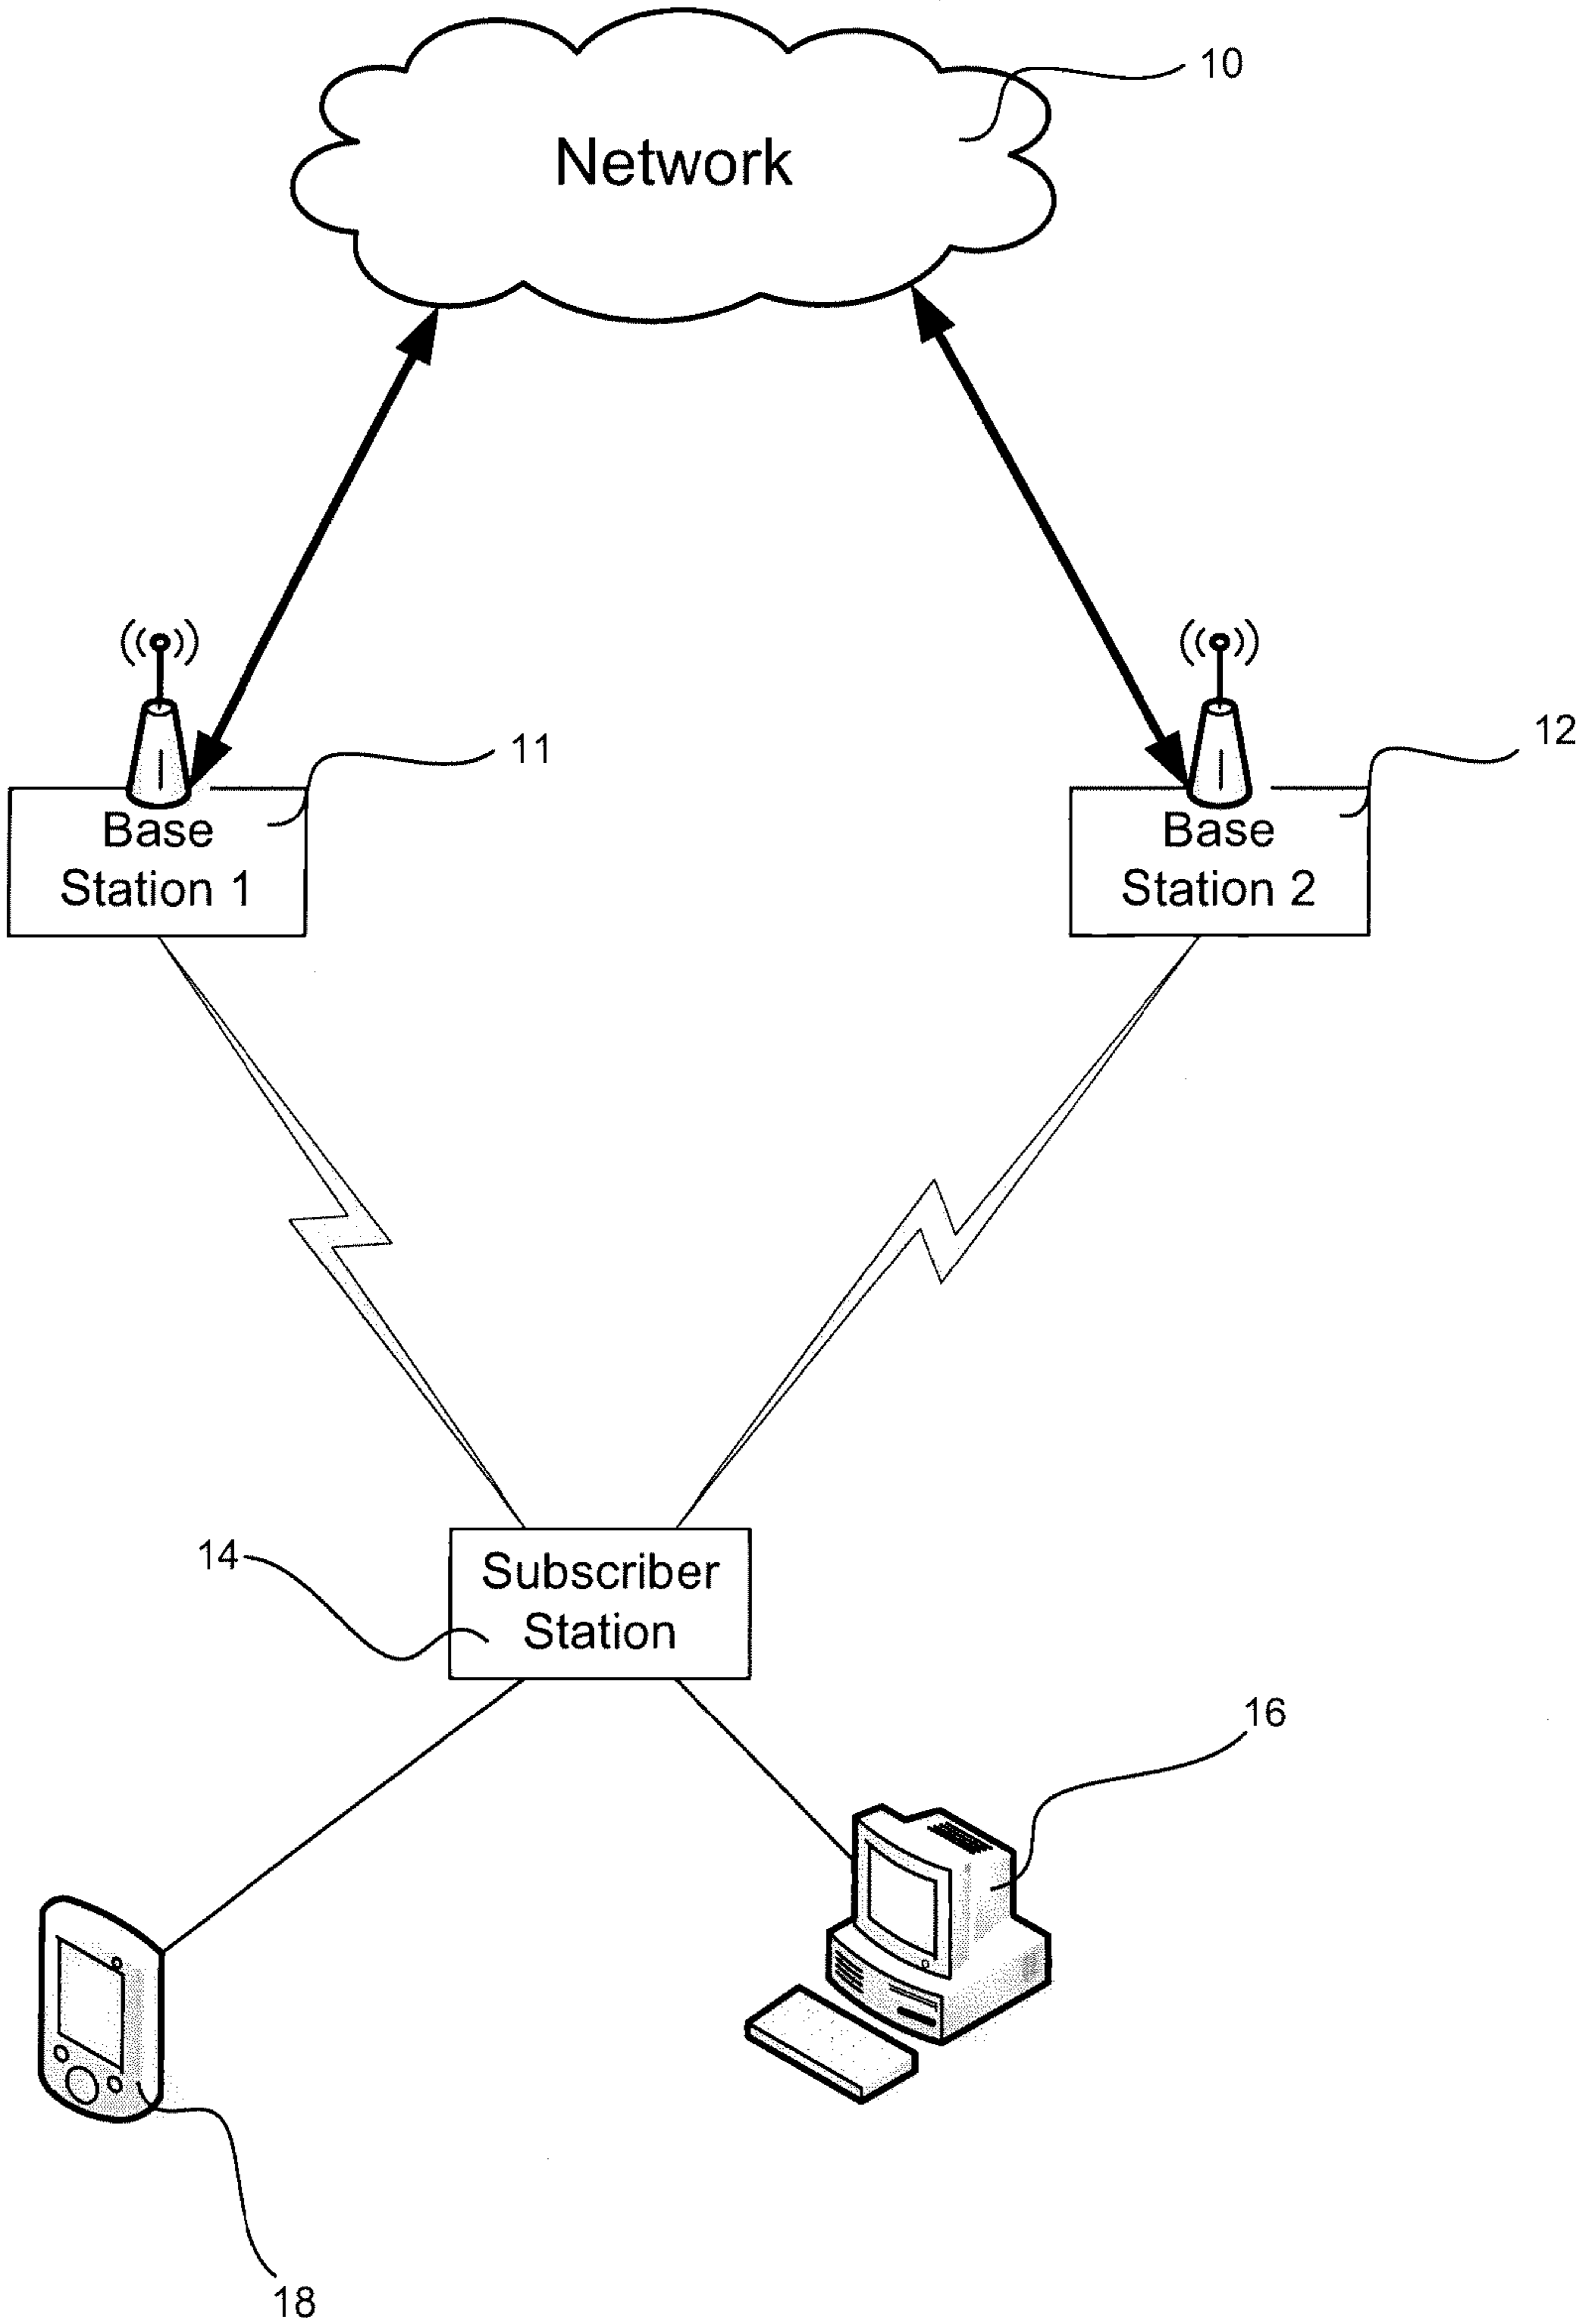 10
Network
11
12
Base
Station 1
Base
Station 2
14
Subscriber
Station
16
18